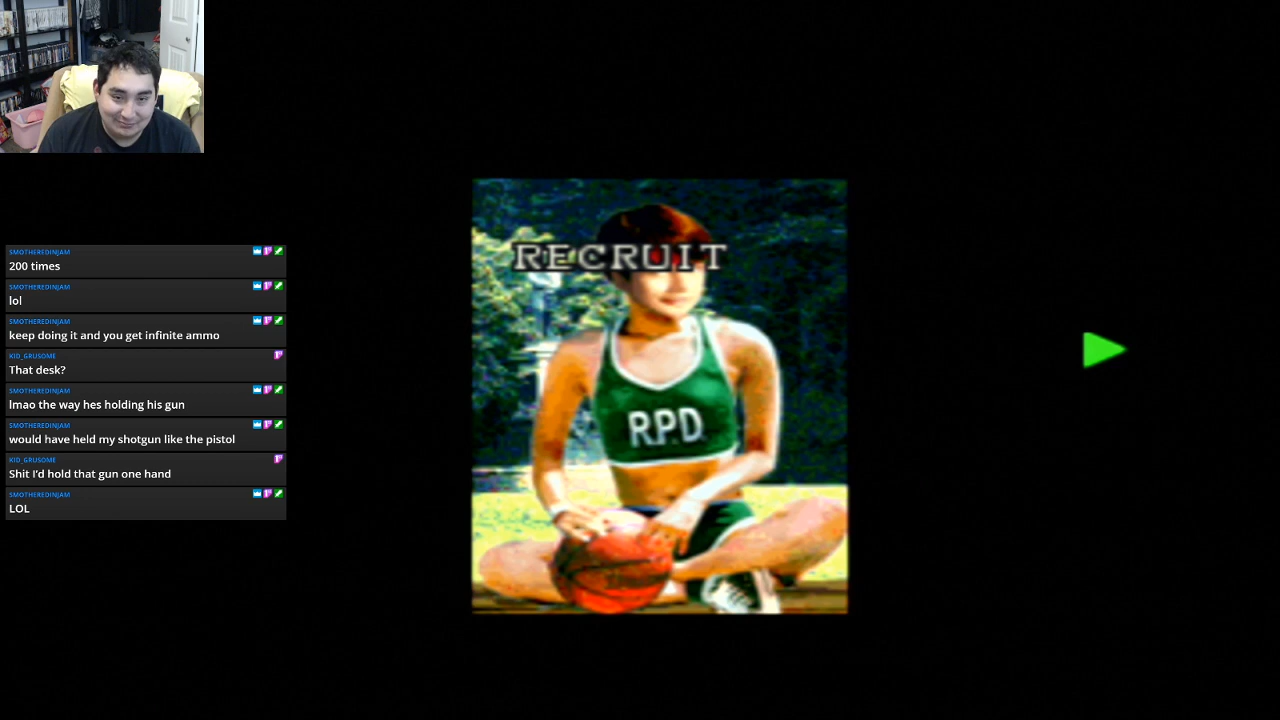 SMOTHEREDINJAM
200 times
SMOTHEREDINJAM
lol
SMOTHEREDINJAM
keep doing it and you get infinite ammo
KID_GRUSOME
That desk?
SMOTHEREDINJAM
lmao the way hes holding his gun
SMOTHEREDINJAM
would have held my shotgun like the pistol
KID_GRUSOME
Shit I'd hold that gun one hand
SMOTHEREDINJAM
LOL
RECRUIT
R.P.D.